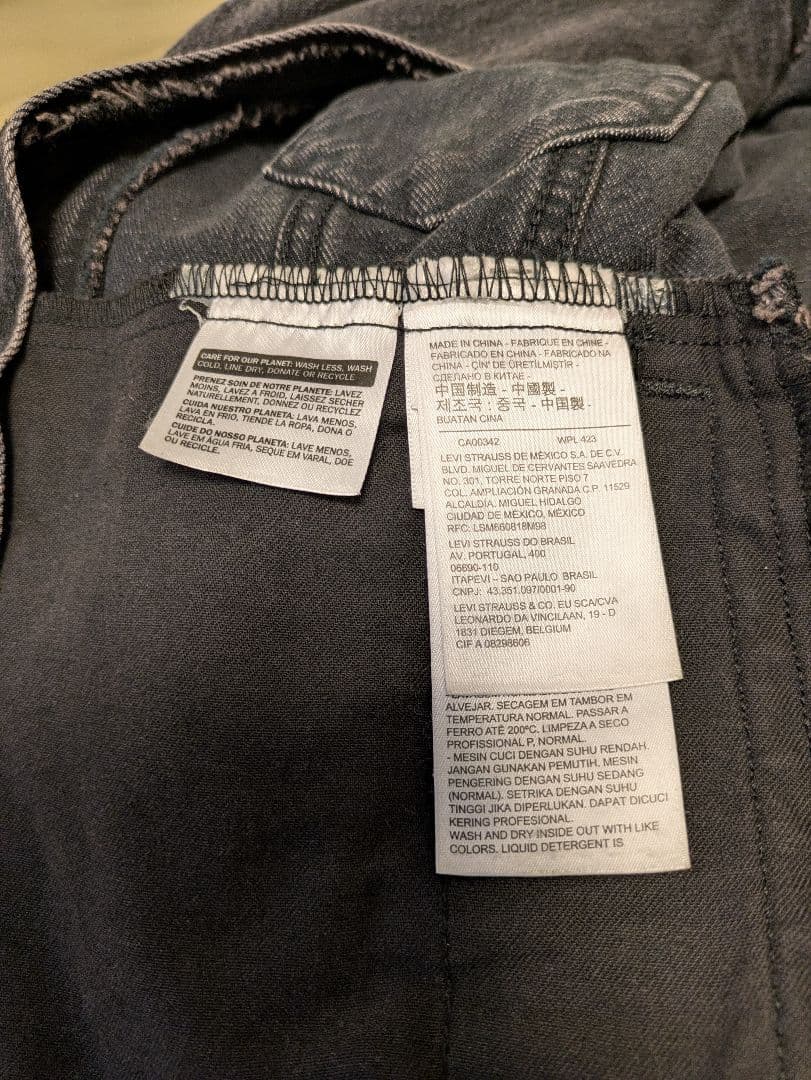 CARE FOR OUR PLANET: WASH LESS, WASH
COLD, LINE DRY, DONATE OR RECYCLE
PRENEZ SOIN DE NOTRE PLANETE: LAVEZ
MOINS, LAVEZ A FROID, LAISSEZ SECHER
NATURELLEMENT, DONNEZ OU RECYCLEZ
CUIDA NUESTRO PLANETA: LAVA MENOS,
LAVA EN FRIO, TIENDE LA ROPA, DONA O
RECICLA.
CUIDE DO NOSSO PLANETA: LAVE MENOS,
LAVE EM ÁGUA FRIA, SEQUE EM VARAL, DOE
OU RECICLE.
MADE IN CHINA - FABRIQUE EN CHINE -
FABRICADO EN CHINA - FABRICADO NA
CHINA - ÇIN' DE ÜRETİLMİŞTİR -
СДЕЛАНО В КИТАЕ -
中国制造 - 中國製 -
제조국 : 중국 - 中国製 -
BUATAN CINA
CA00342 WPL 423
LEVI STRAUSS DE MÉXICO S.A. DE C.V.
BLVD. MIGUEL DE CERVANTES SAAVEDRA
NO. 301, TORRE NORTE PISO 7
COL. AMPLIACIÓN GRANADA C.P. 11529
ALCALDÍA. MIGUEL HIDALGO
CIUDAD DE MÉXICO, MÉXICO
RFC: LSM660818M98
LEVI STRAUSS DO BRASIL
AV. PORTUGAL, 400
06690-110
ITAPEVI – SAO PAULO BRASIL
CNPJ: 43.351.097/0001-90
LEVI STRAUSS & CO. EU SCA/CVA
LEONARDO DA VINCILAAN, 19 - D
1831 DIEGEM, BELGIUM
CIF A 08298606
ALVEJAR. SECAGEM EM TAMBOR EM
TEMPERATURA NORMAL. PASSAR A
FERRO ATÉ 200ºC. LIMPEZA A SECO
PROFISSIONAL P, NORMAL.
- MESIN CUCI DENGAN SUHU RENDAH.
JANGAN GUNAKAN PEMUTIH. MESIN
PENGERING DENGAN SUHU SEDANG
(NORMAL). SETRIKA DENGAN SUHU
TINGGI JIKA DIPERLUKAN. DAPAT DICUCI
KERING PROFESIONAL.
WASH AND DRY INSIDE OUT WITH LIKE
COLORS. LIQUID DETERGENT IS